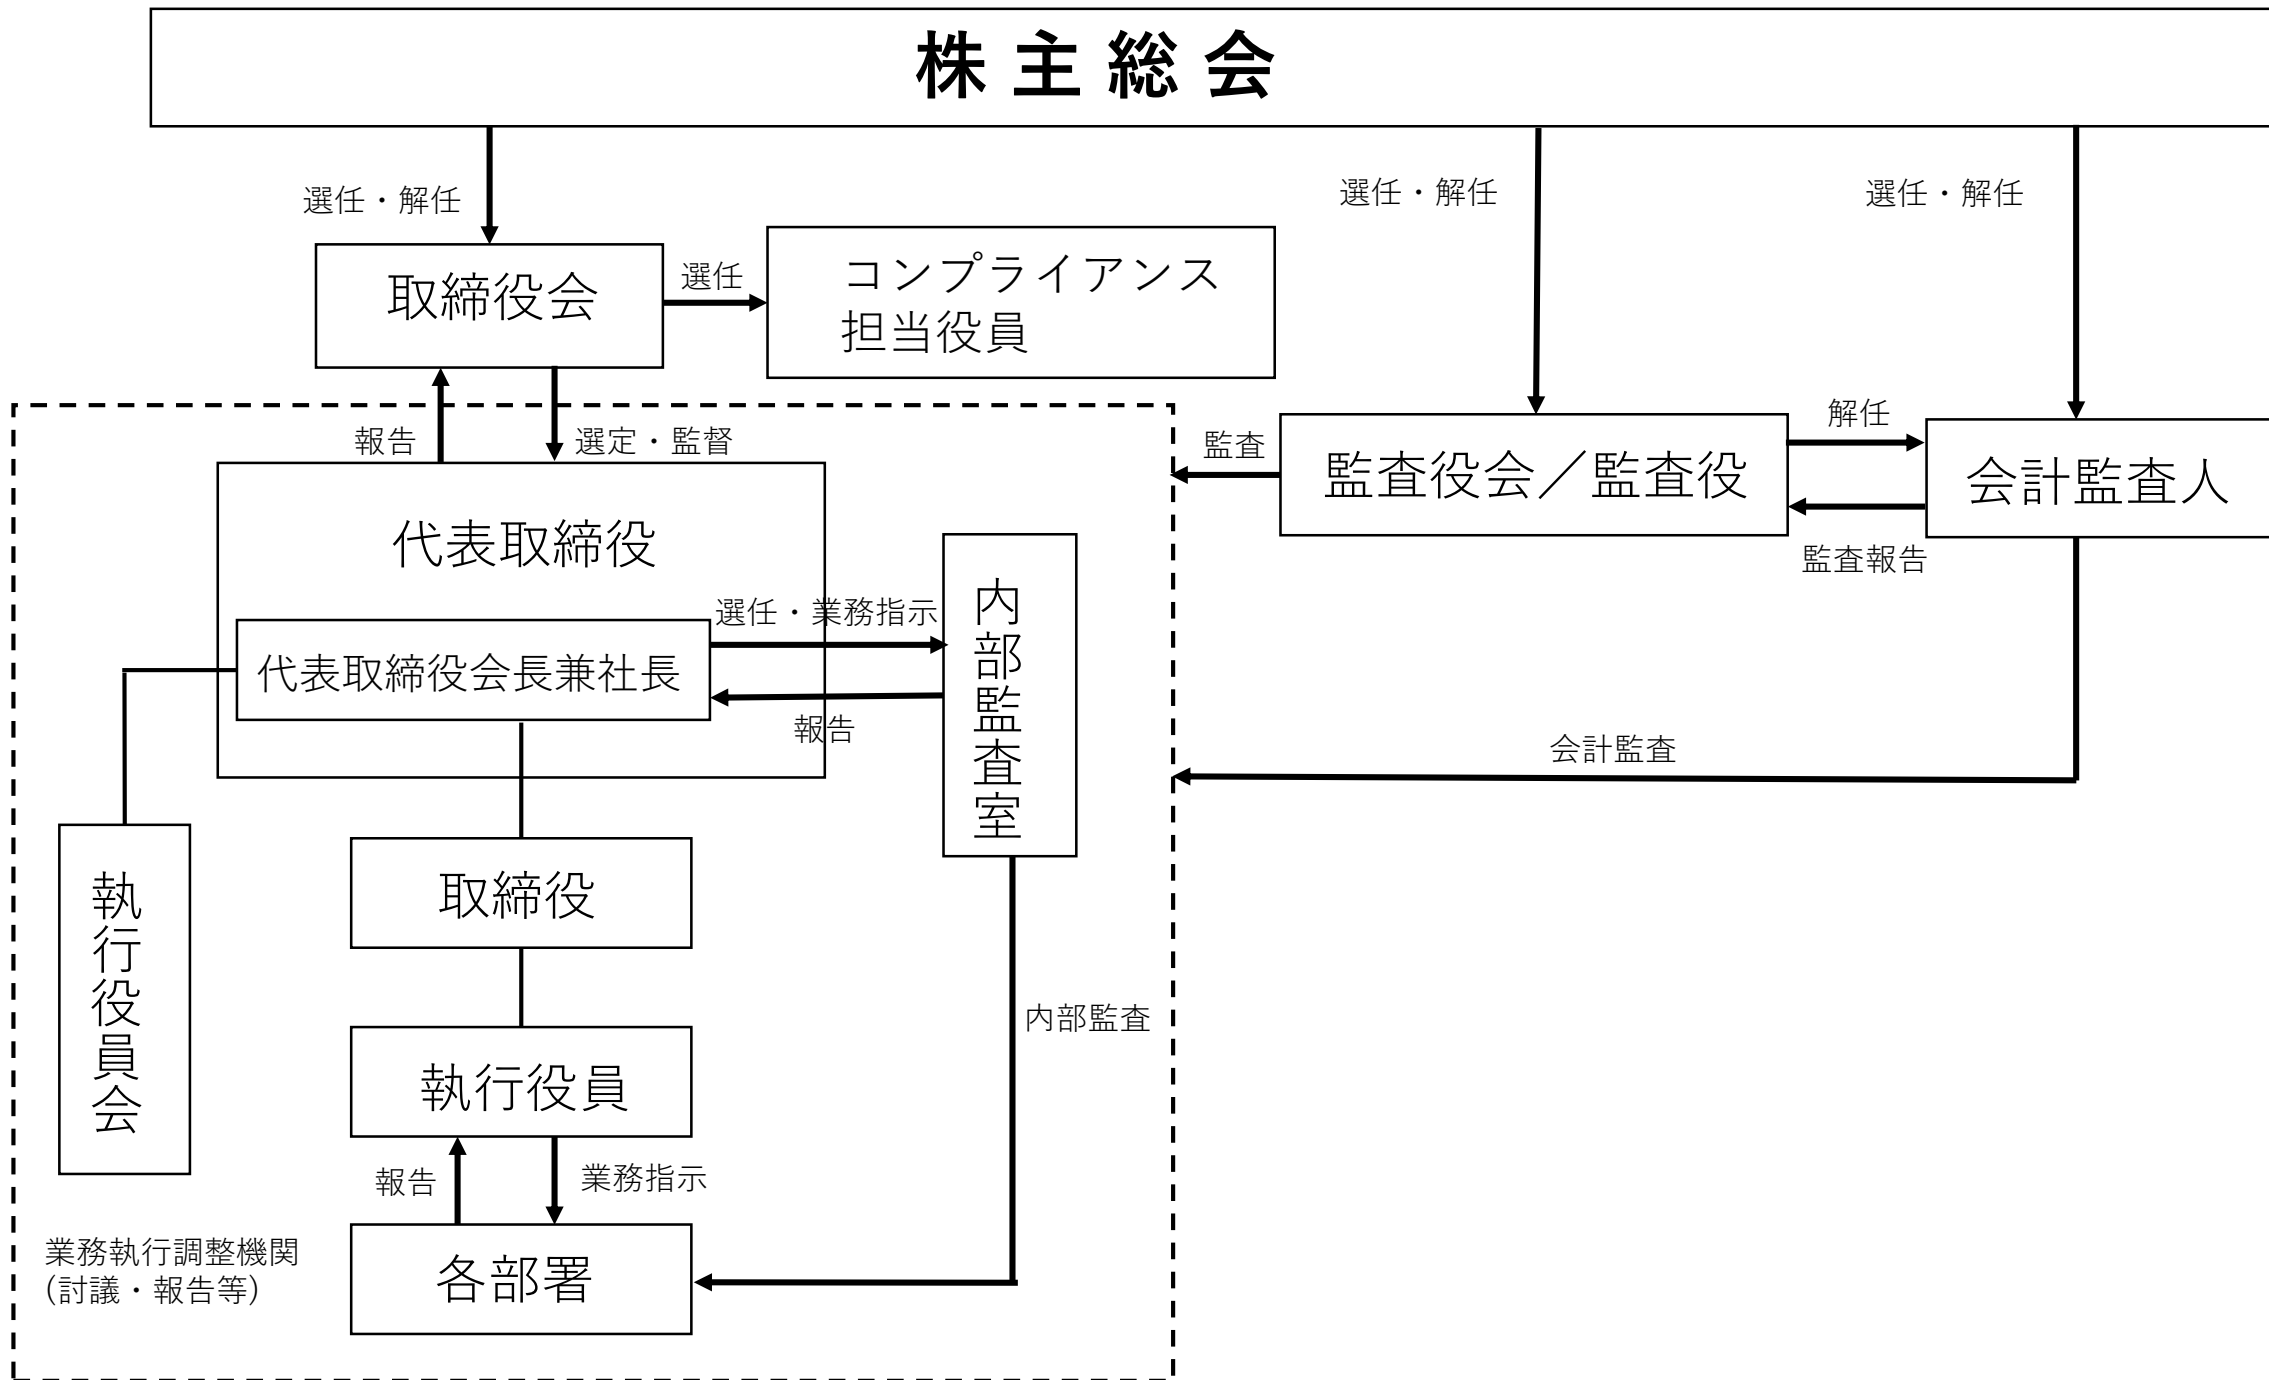 株主総会
選任・解任
選任・解任
選任・解任
取締役会
選任
コンプライアンス
担当役員
報告
選定・監督
監査
監査役会／監査役
解任
会計監査人
監査報告
代表取締役
選任・業務指示
代表取締役会長兼社長
報告
内部監査室
会計監査
取締役
執行役員会
内部監査
執行役員
報告
業務指示
業務執行調整機関
(討議・報告等)
各部署